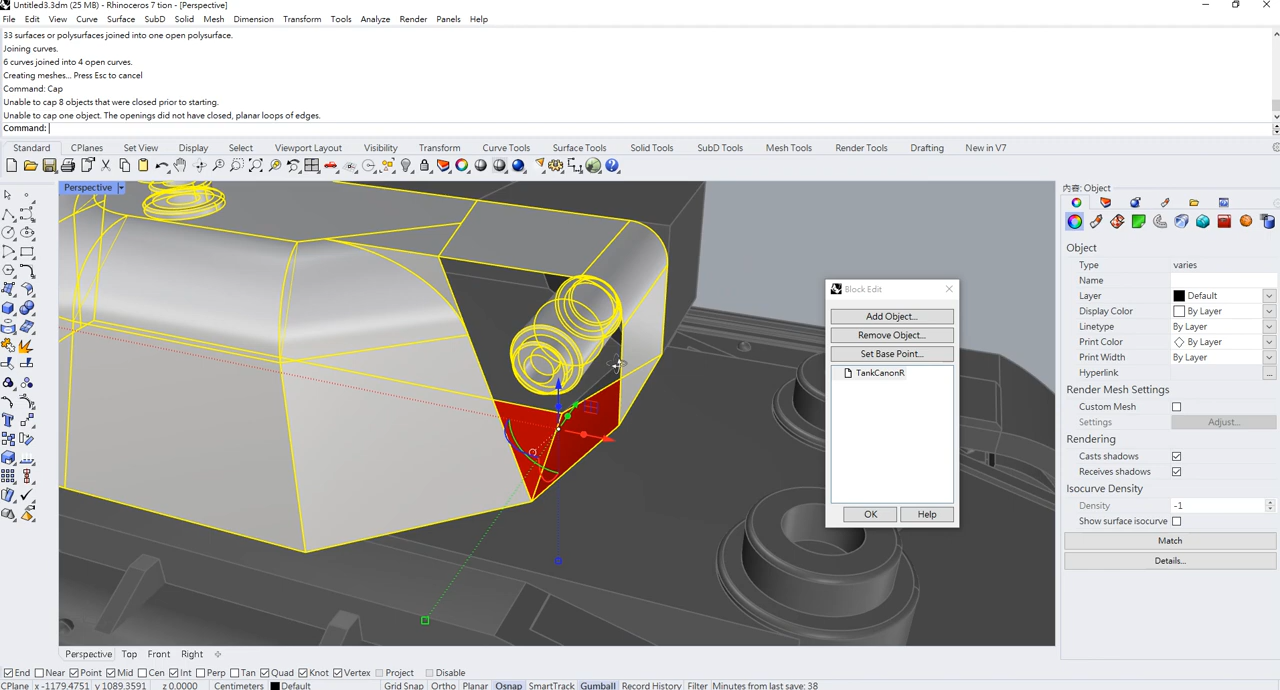 Untitled3.3dm (25 MB) - Rhinoceros 7 tion - [Perspective]
File Edit View Curve Surface SubD Solid Mesh Dimension Transform Tools Analyze Render Panels Help
33 surfaces or polysurfaces joined into one open polysurface.
Joining curves.
6 curves joined into 4 open curves.
Creating meshes... Press Esc to cancel
Command: Cap
Unable to cap 8 objects that were closed prior to starting.
Unable to cap one object. The openings did not have closed, planar loops of edges.
Command:
Standard CPlanes Set View Display Select Viewport Layout Visibility Transform Curve Tools Surface Tools Solid Tools SubD Tools Mesh Tools Render Tools Drafting New in V7
Perspective
Block Edit
Add Object...
Remove Object...
Set Base Point...
TankCanonR
OK Help
內容: Object
Object
Type varies
Name
Layer Default
Display Color By Layer
Linetype By Layer
Print Color By Layer
Print Width By Layer
Hyperlink ...
Render Mesh Settings
Custom Mesh
Settings Adjust...
Rendering
Casts shadows
Receives shadows
Isocurve Density
Density -1
Show surface isocurve
Match
Details...
Perspective Top Front Right
End Near Point Mid Cen Int Perp Tan Quad Knot Vertex Project Disable
CPlane x -1179.4751 y 1089.3591 z 0.0000 Centimeters Default Grid Snap Ortho Planar Osnap SmartTrack Gumball Record History Filter Minutes from last save: 38